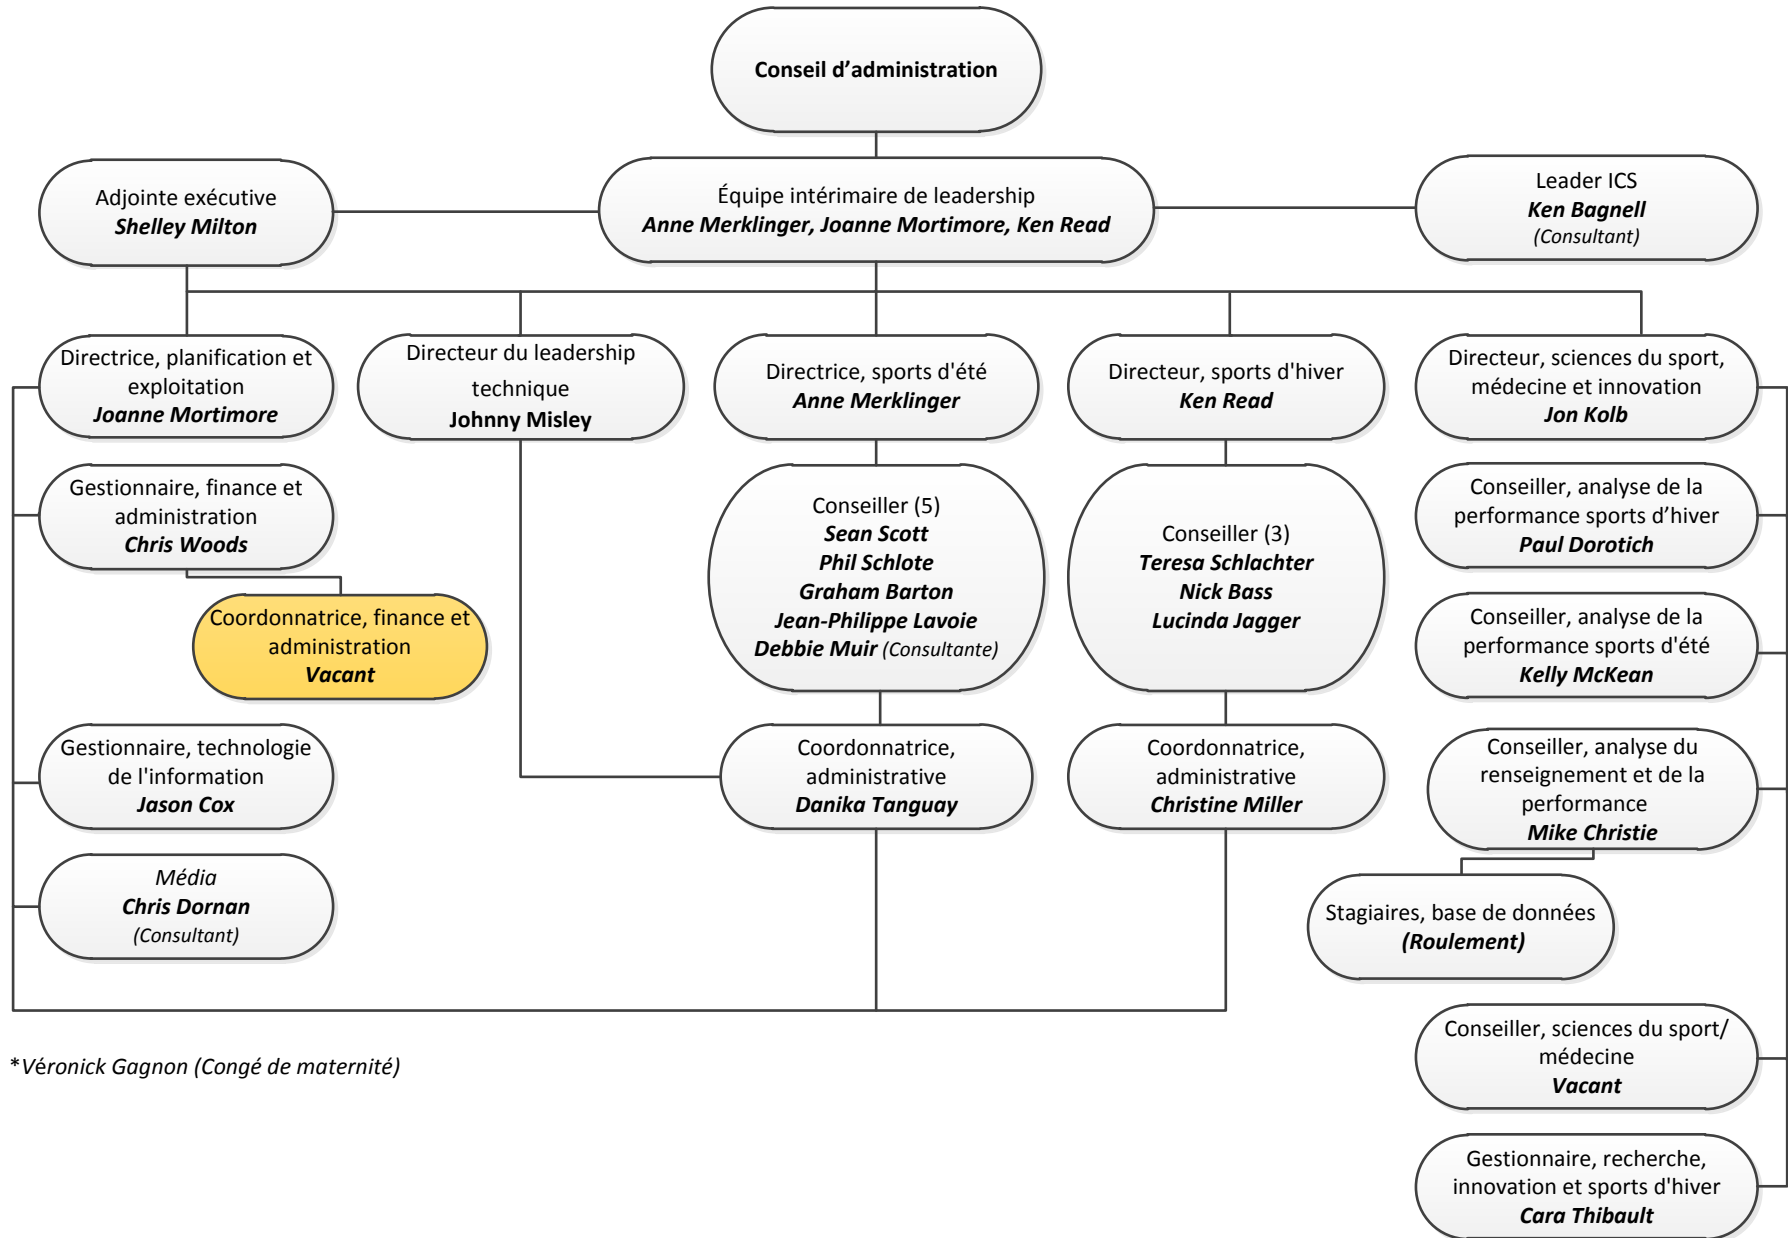 Conseil d’administration
Adjointe exécutive
Shelley Milton
Équipe intérimaire de leadership
Anne Merklinger, Joanne Mortimore, Ken Read
Leader ICS
Ken Bagnell
(Consultant)
Directrice, planification et
exploitation
Joanne Mortimore
Directeur du leadership
technique
Johnny Misley
Directrice, sports d'été
Anne Merklinger
Directeur, sports d'hiver
Ken Read
Directeur, sciences du sport,
médecine et innovation
Jon Kolb
Gestionnaire, finance et
administration
Chris Woods
Coordonnatrice, finance et
administration
Vacant
Gestionnaire, technologie
de l'information
Jason Cox
Média
Chris Dornan
(Consultant)
Conseiller (5)
Sean Scott
Phil Schlote
Graham Barton
Jean-Philippe Lavoie
Debbie Muir (Consultante)
Coordonnatrice,
administrative
Danika Tanguay
Conseiller (3)
Teresa Schlachter
Nick Bass
Lucinda Jagger
Coordonnatrice,
administrative
Christine Miller
Conseiller, analyse de la
performance sports d’hiver
Paul Dorotich
Conseiller, analyse de la
performance sports d'été
Kelly McKean
Conseiller, analyse du
renseignement et de la
performance
Mike Christie
Stagiaires, base de données
(Roulement)
Conseiller, sciences du sport/
médecine
Vacant
Gestionnaire, recherche,
innovation et sports d'hiver
Cara Thibault
*Véronick Gagnon (Congé de maternité)